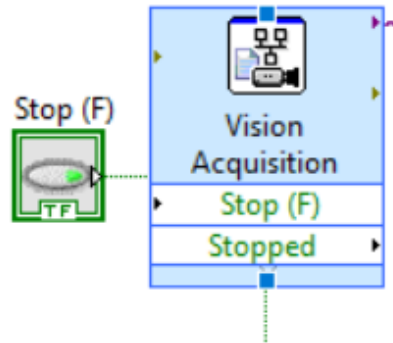 Stop (F)
TF
Vision
Acquisition
Stop (F)
Stopped